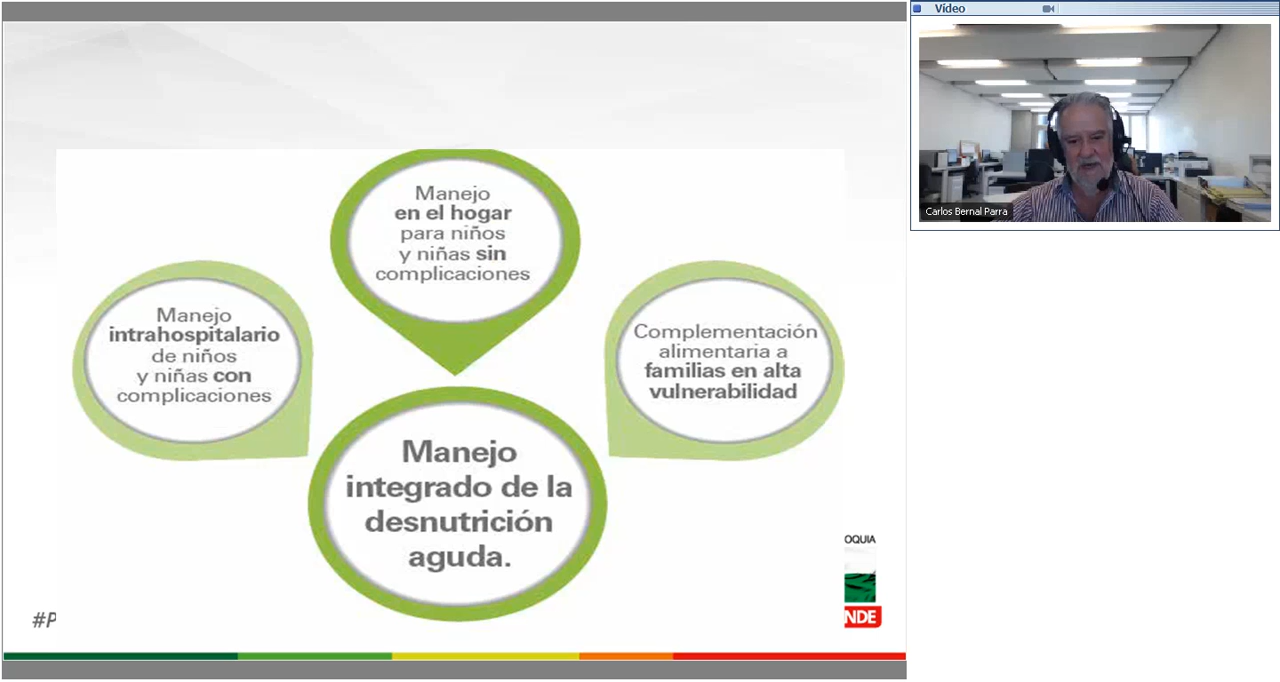 Vídeo
Carlos Bernal Parra
Manejo
en el hogar
para niños
y niñas sin
complicaciones
Manejo
intrahospitalario
de niños
y niñas con
complicaciones
Complementación
alimentaria a
familias en alta
vulnerabilidad
Manejo
integrado de la
desnutrición
aguda.
#P
OQUIA
NDE